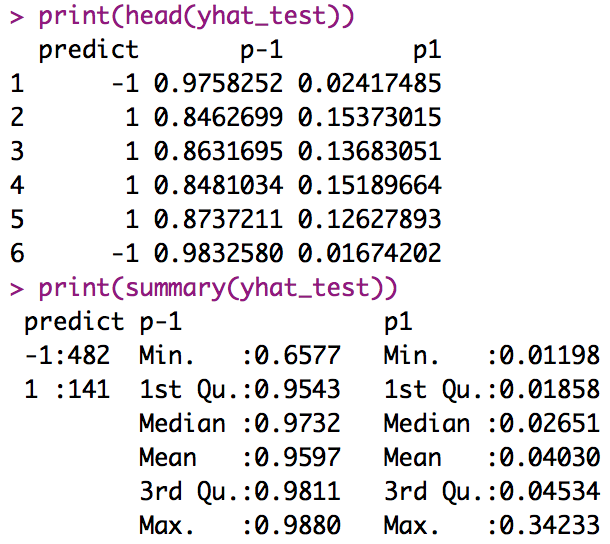 > print(head(yhat_test))
  predict       p-1         p1
1      -1 0.9758252 0.02417485
2       1 0.8462699 0.15373015
3       1 0.8631695 0.13683051
4       1 0.8481034 0.15189664
5       1 0.8737211 0.12627893
6      -1 0.9832580 0.01674202
> print(summary(yhat_test))
 predict p-1             p1
 -1:482  Min.   :0.6577   Min.   :0.01198
 1 :141  1st Qu.:0.9543   1st Qu.:0.01858
         Median :0.9732   Median :0.02651
         Mean   :0.9597   Mean   :0.04030
         3rd Qu.:0.9811   3rd Qu.:0.04534
         Max.   :0.9880   Max.   :0.34233